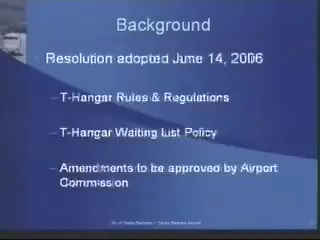 Background
Resolution adopted June 14, 2006
– T-Hangar Rules & Regulations
– T-Hangar Waiting List Policy
– Amendments to be approved by Airport
Commission